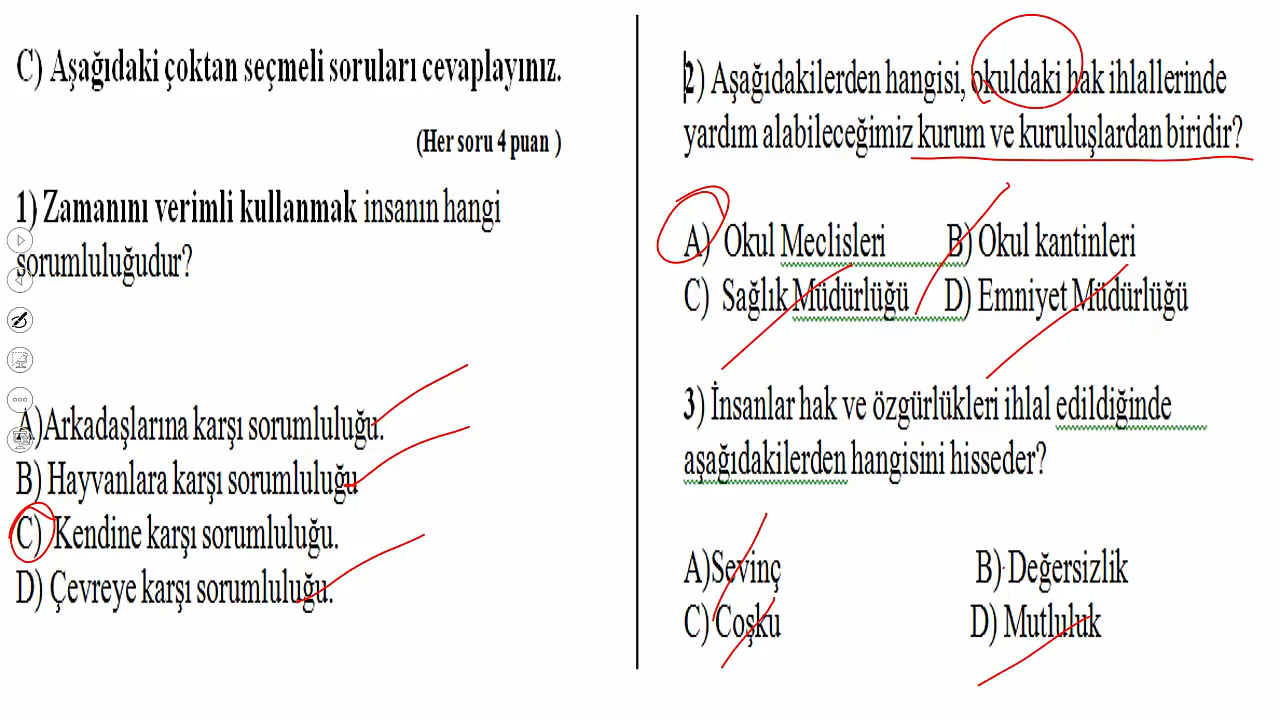 C) Aşağıdaki çoktan seçmeli soruları cevaplayınız.
(Her soru 4 puan )
1) Zamanını verimli kullanmak insanın hangi
sorumluluğudur?
A)Arkadaşlarına karşı sorumluluğu.
B) Hayvanlara karşı sorumluluğu
C) Kendine karşı sorumluluğu.
D) Çevreye karşı sorumluluğu.
2) Aşağıdakilerden hangisi, okuldaki hak ihlallerinde
yardım alabileceğimiz kurum ve kuruluşlardan biridir?
A) Okul Meclisleri B) Okul kantinleri
C) Sağlık Müdürlüğü D) Emniyet Müdürlüğü
3) İnsanlar hak ve özgürlükleri ihlal edildiğinde
aşağıdakilerden hangisini hisseder?
A)Sevinç B) Değersizlik
C) Coşku D) Mutluluk